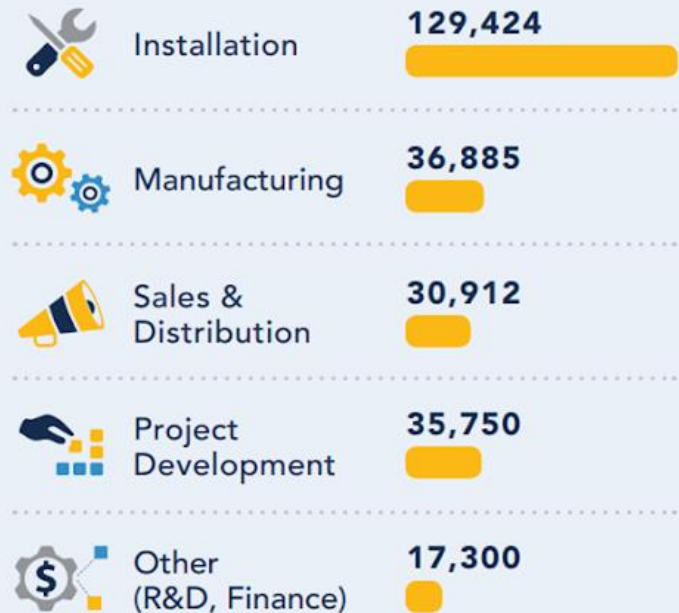 Installation
129,424
Manufacturing
36,885
Sales &
Distribution
30,912
Project
Development
35,750
$
Other
(R&D, Finance)
17,300